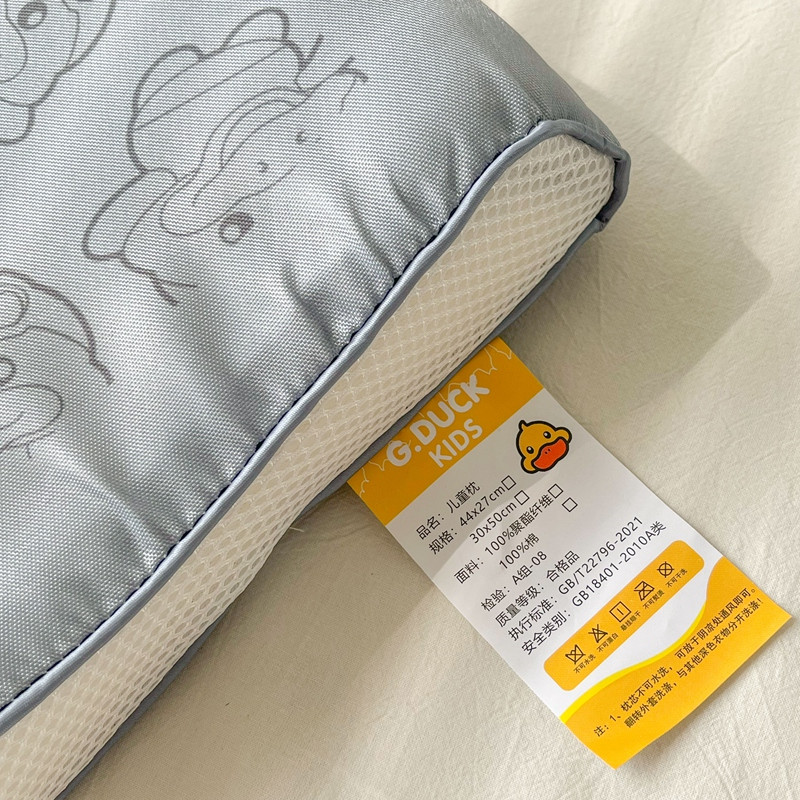 G.DUCK
KIDS
品名：儿童枕
规格：44x27cm□
30x50cm□
面料：100%聚酯纤维□
100%棉 □
检验：A组-08
质量等级：合格品
执行标准：GB/T22796-2021
安全类别：GB18401-2010A类
不可水洗 不可漂白 悬挂晾干 不可熨烫 不可干洗
注：1、枕芯不可水洗，可放于阴凉处通风即可。
翻转外套洗涤，与其他深色衣物分开洗涤！